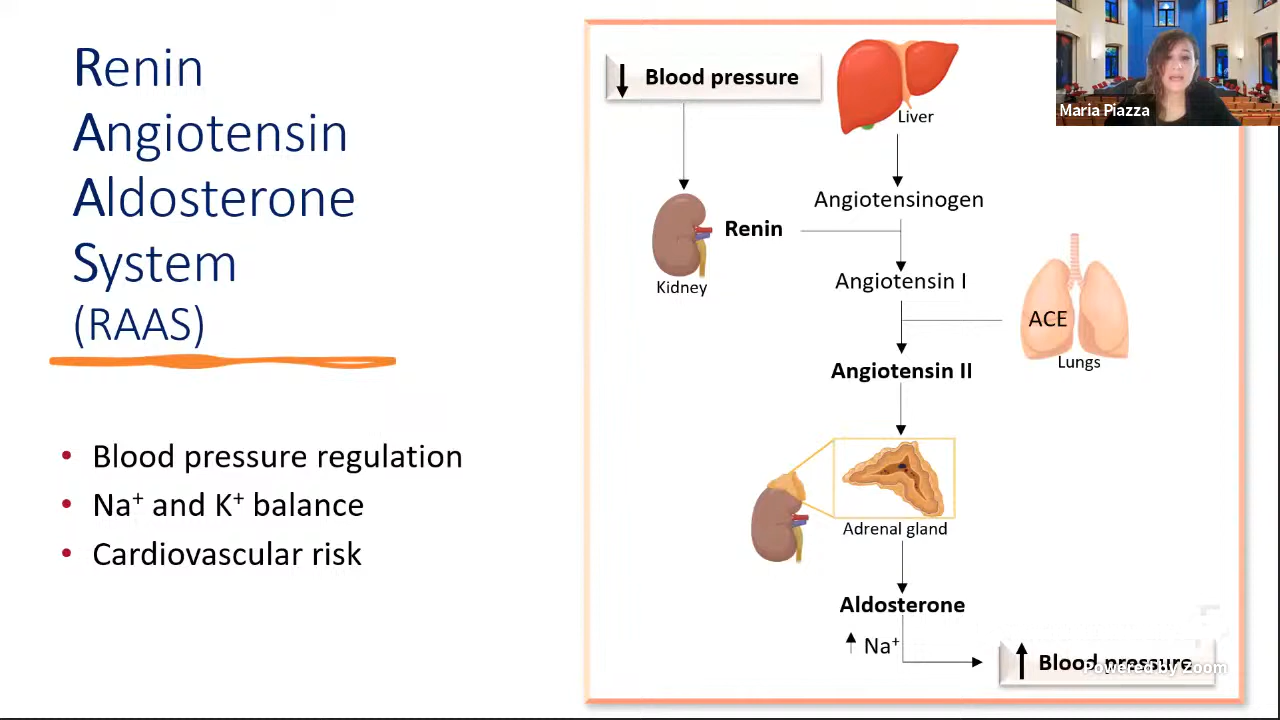 Renin
Angiotensin
Aldosterone
System
(RAAS)
• Blood pressure regulation
• Na⁺ and K⁺ balance
• Cardiovascular risk
Blood pressure
Liver
Maria Piazza
Angiotensinogen
Renin
Kidney
Angiotensin I
ACE
Lungs
Angiotensin II
Adrenal gland
Aldosterone
↑ Na⁺
Blood pressure
Powered by Zoom